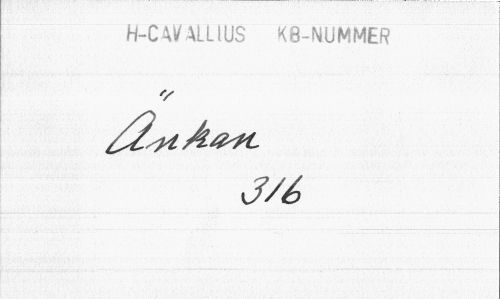 H-CAVALLIUS KB-NUMMER
Änkan
316